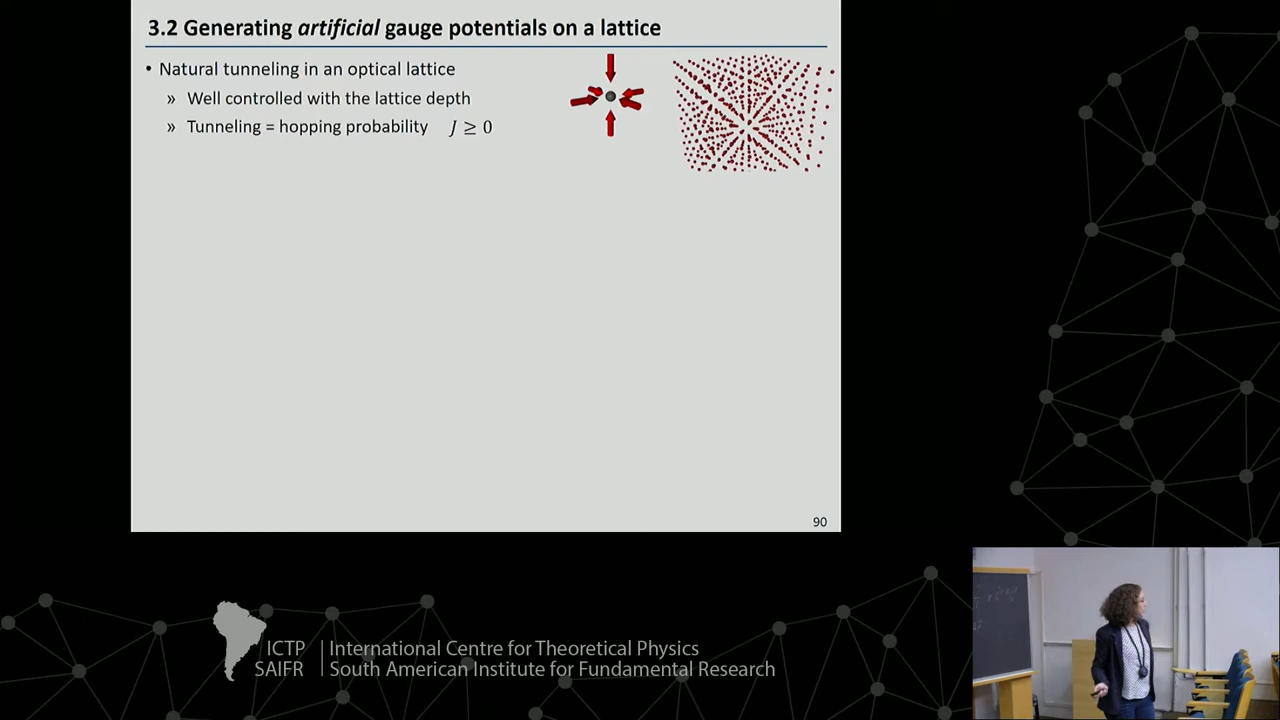 3.2 Generating artificial gauge potentials on a lattice
• Natural tunneling in an optical lattice
» Well controlled with the lattice depth
» Tunneling = hopping probability J ≥ 0
90
ICTP International Centre for Theoretical Physics
SAIFR South American Institute for Fundamental Research